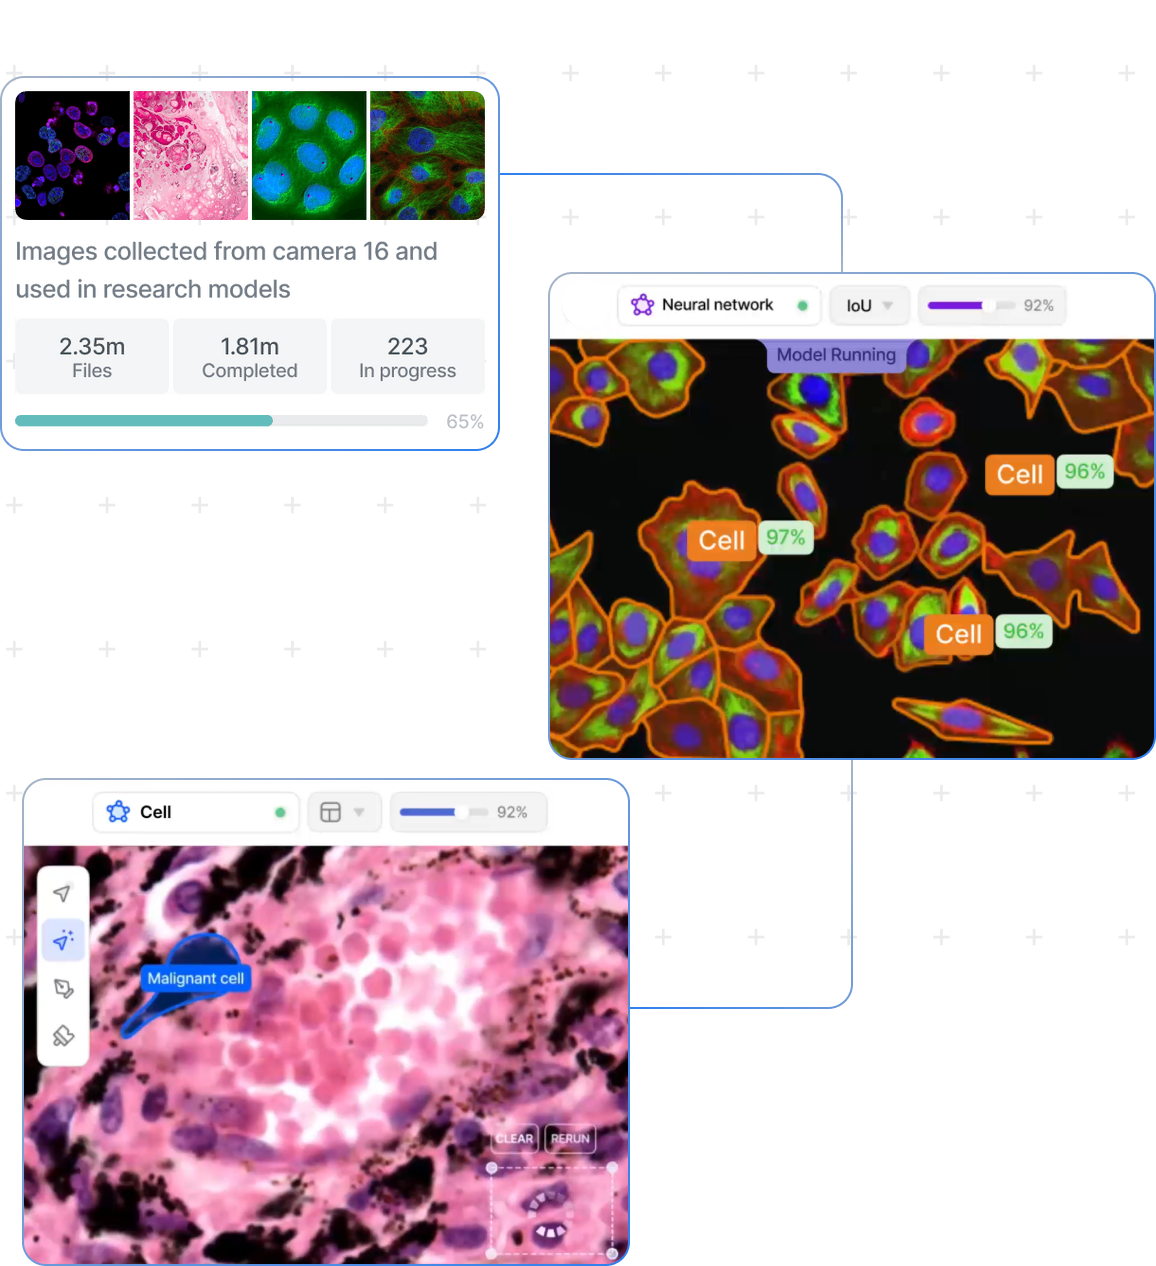 Images collected from camera 16 and
used in research models
2.35m
Files
1.81m
Completed
223
In progress
65%
Neural network
IoU
92%
Model Running
Cell
96%
Cell
97%
Cell
96%
Cell
92%
Malignant cell
CLEAR
RERUN